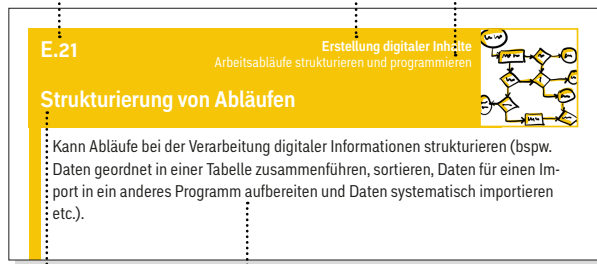 E.21
Erstellung digitaler Inhalte
Arbeitsabläufe strukturieren und programmieren
Strukturierung von Abläufen
Kann Abläufe bei der Verarbeitung digitaler Informationen strukturieren (bspw.
Daten geordnet in einer Tabelle zusammenführen, sortieren, Daten für einen Im-
port in ein anderes Programm aufbereiten und Daten systematisch importieren
etc.).